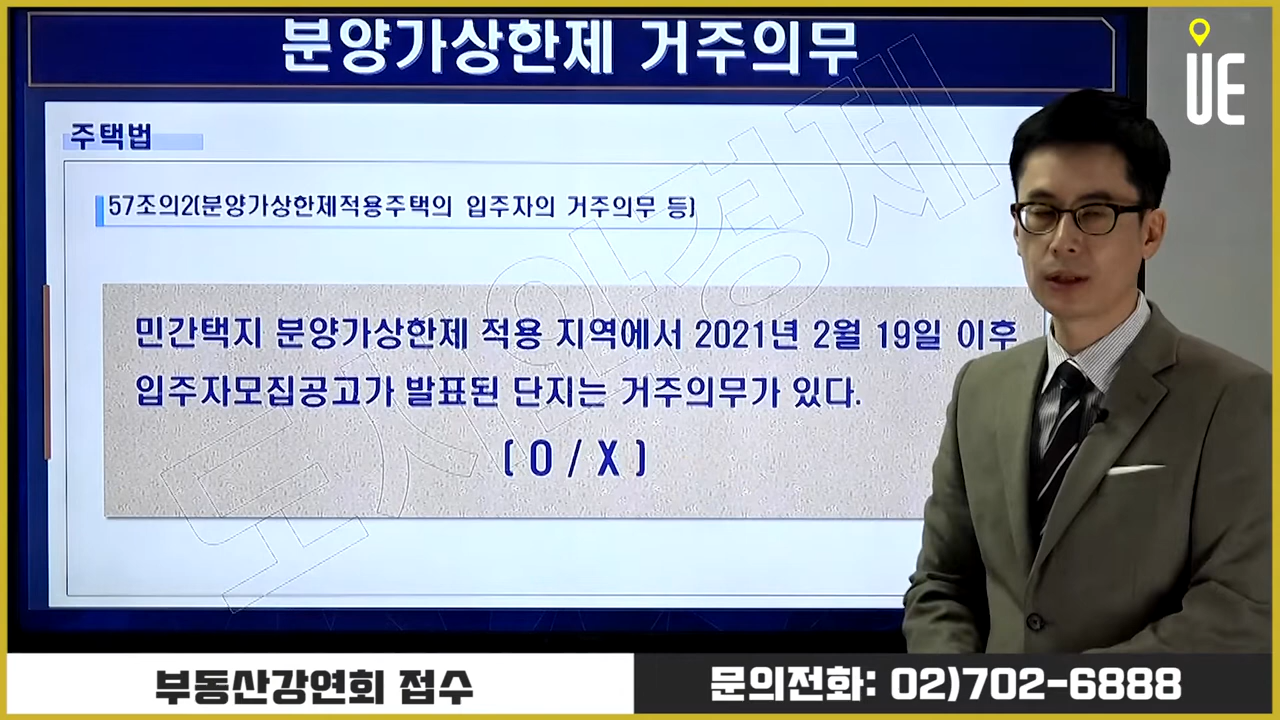 분양가상한제 거주의무
UE
주택법
57조의2(분양가상한제적용주택의 입주자의 거주의무 등)
민간택지 분양가상한제 적용 지역에서 2021년 2월 19일 이후
입주자모집공고가 발표된 단지는 거주의무가 있다.
( O / X )
도시와경제
부동산강연회 접수
문의전화: 02)702-6888